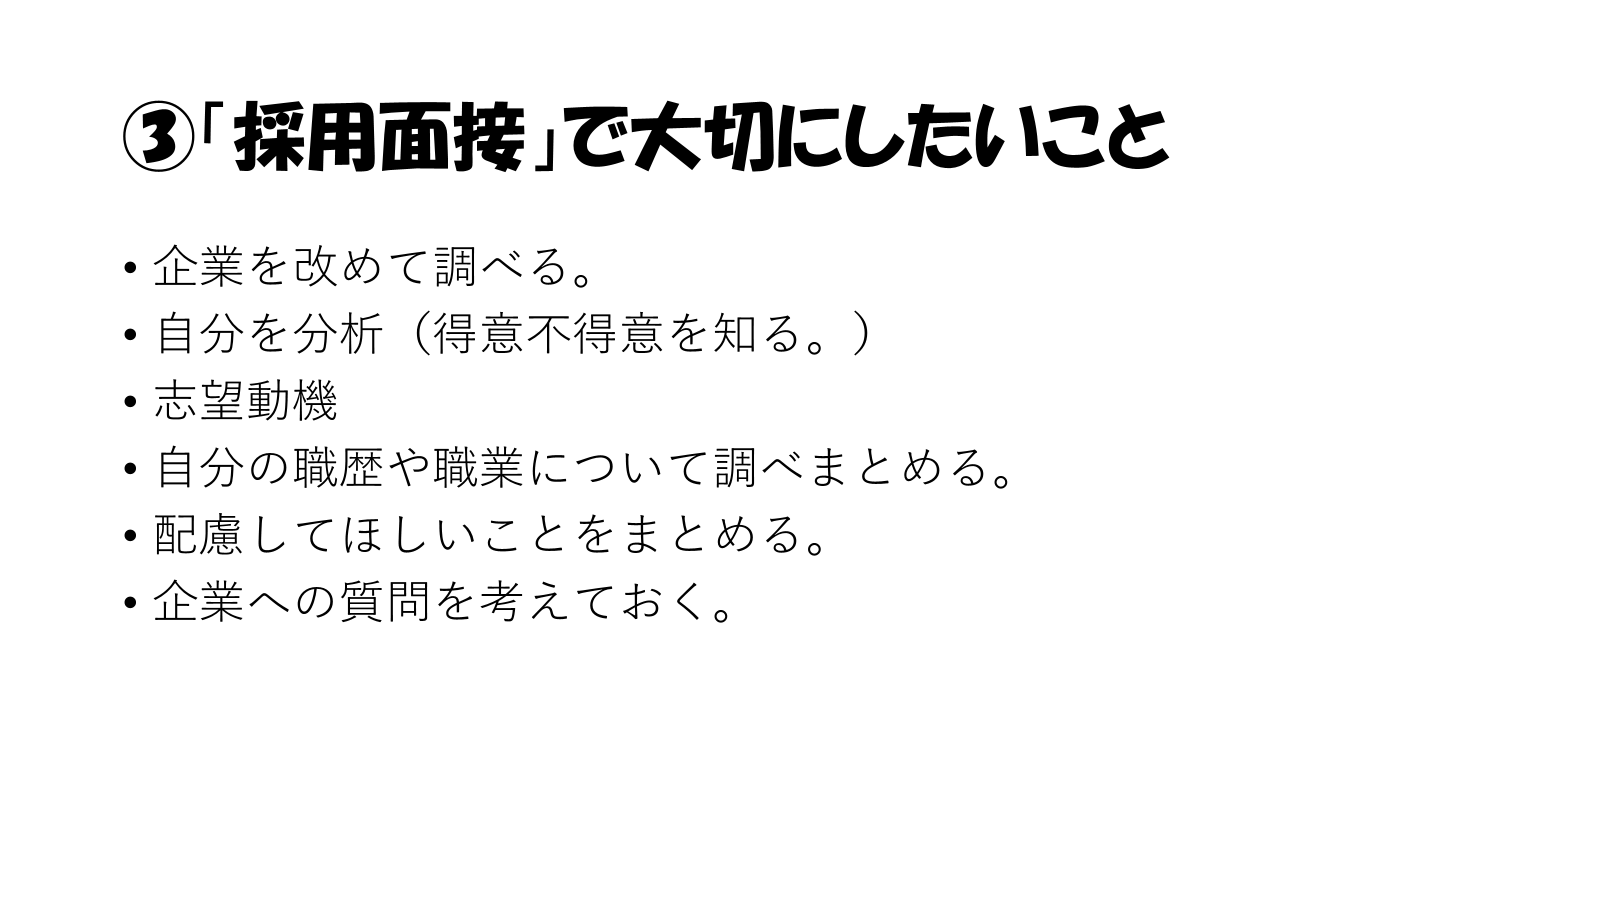 ③「採用面接」で大切にしたいこと
• 企業を改めて調べる。
• 自分を分析（得意不得意を知る。）
• 志望動機
• 自分の職歴や職業について調べまとめる。
• 配慮してほしいことをまとめる。
• 企業への質問を考えておく。